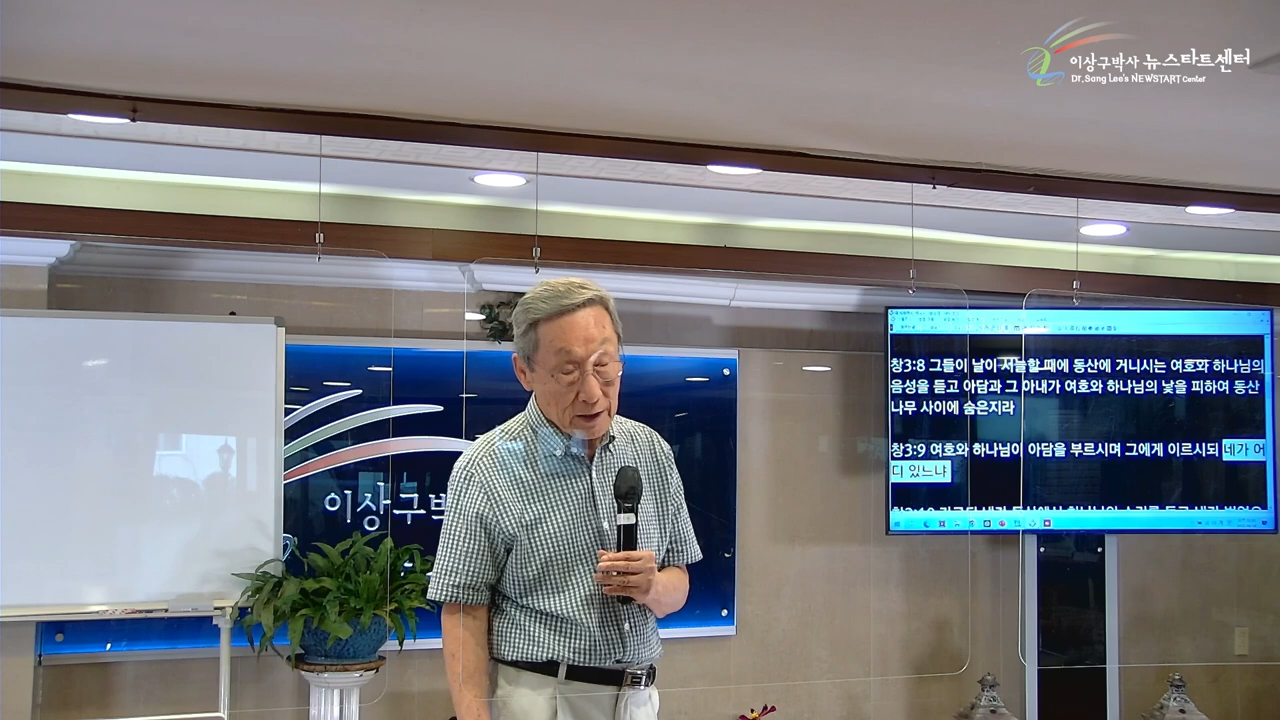 이상구박사 뉴스타트센터
Dr. Sang Lee's NEWSTART Center
창3:8 그들이 날이 서늘할 때에 동산에 거니시는 여호와 하나님의
음성을 듣고 아담과 그 아내가 여호와 하나님의 낯을 피하여 동산
나무 사이에 숨은지라
창3:9 여호와 하나님이 아담을 부르시며 그에게 이르시되 네가 어
디 있느냐
이상구박